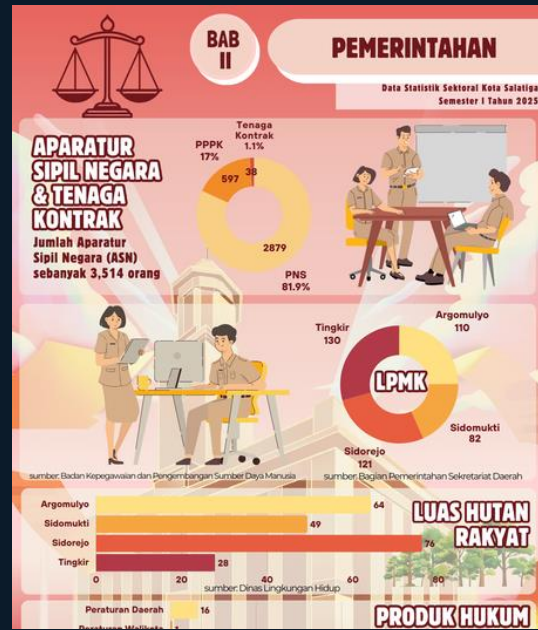 BAB
II
PEMERINTAHAN
Data Statistik Sektoral Kota Salatiga
Semester I Tahun 2025
APARATUR
SIPIL NEGARA
& TENAGA
KONTRAK
Jumlah Aparatur
Sipil Negara (ASN)
sebanyak 3,514 orang
Tenaga
Kontrak
1.1%
PPPK
17%
597
38
2879
PNS
81.9%
Tingkir
130
Argomulyo
110
LPMK
Sidomukti
82
Sidorejo
121
sumber: Badan Kepegawaian dan Pengembangan Sumber Daya Manusia
sumber: Bagian Pemerintahan Sekretariat Daerah
LUAS HUTAN
RAKYAT
Argomulyo
64
Sidomukti
49
Sidorejo
76
Tingkir
28
0
20
40
60
80
sumber: Dinas Lingkungan Hidup
PRODUK HUKUM
Peraturan Daerah
16
Peraturan Walikota